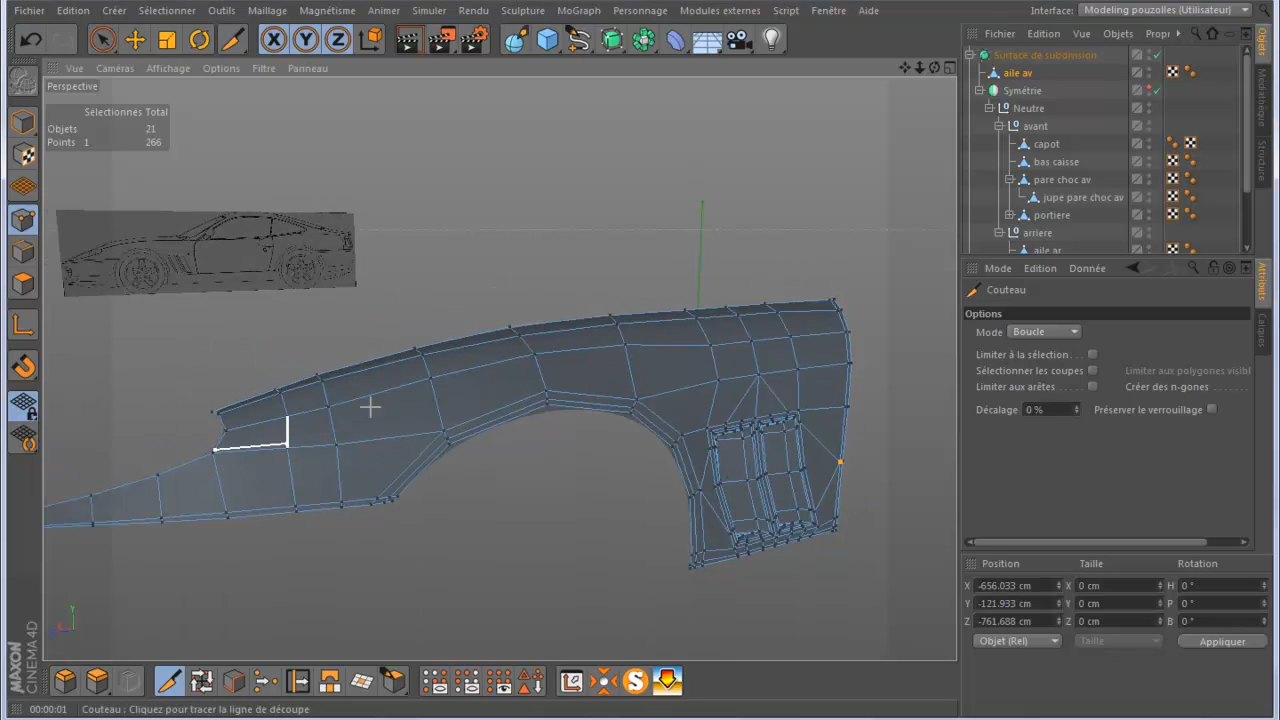 Fichier Edition Créer Sélectionner Outils Maillage Magnétisme Animer Simuler Rendu Sculpture MoGraph Personnage Modules externes Script Fenêtre Aide Interface: Modeling pouzolles (Utilisateur)
Vue Caméras Affichage Options Filtre Panneau
Perspective
Sélectionnés Total
Objets 21
Points 1 266
Fichier Edition Vue Objets Propr
Surface de subdivision
aile av
Symétrie
Neutre
avant
capot
bas caisse
pare choc av
jupe pare choc av
portiere
arriere
aile ar
Objets
Médiathèque
Structure
Mode Edition Donnée
Couteau
Options
Mode Boucle
Limiter à la sélection
Sélectionner les coupes Limiter aux polygones visibl
Limiter aux arêtes Créer des n-gones
Décalage 0 % Préserver le verrouillage
Attributs
Calques
Position Taille Rotation
X -656.033 cm X 0 cm H 0 °
Y -121.933 cm Y 0 cm P 0 °
Z -761.688 cm Z 0 cm B 0 °
Objet (Rel) Taille Appliquer
MAXON
CINEMA 4D
00:00:01 Couteau : Cliquez pour tracer la ligne de découpe